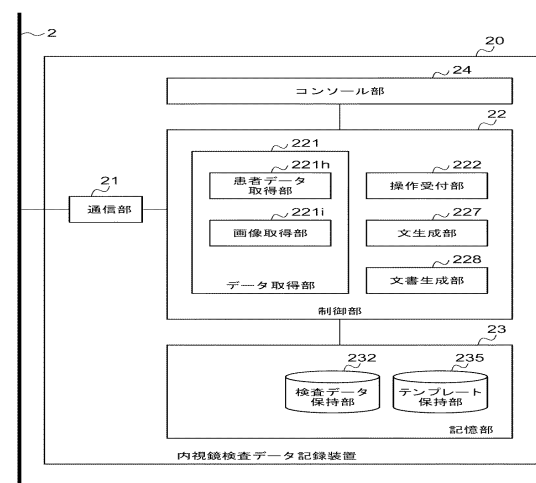 2
20
24
コンソール部
22
221
221h
患者データ
取得部
222
操作受付部
21
通信部
221i
画像取得部
227
文生成部
228
文書生成部
データ取得部
制御部
23
232
検査データ
保持部
235
テンプレート
保持部
記憶部
内視鏡検査データ記録装置